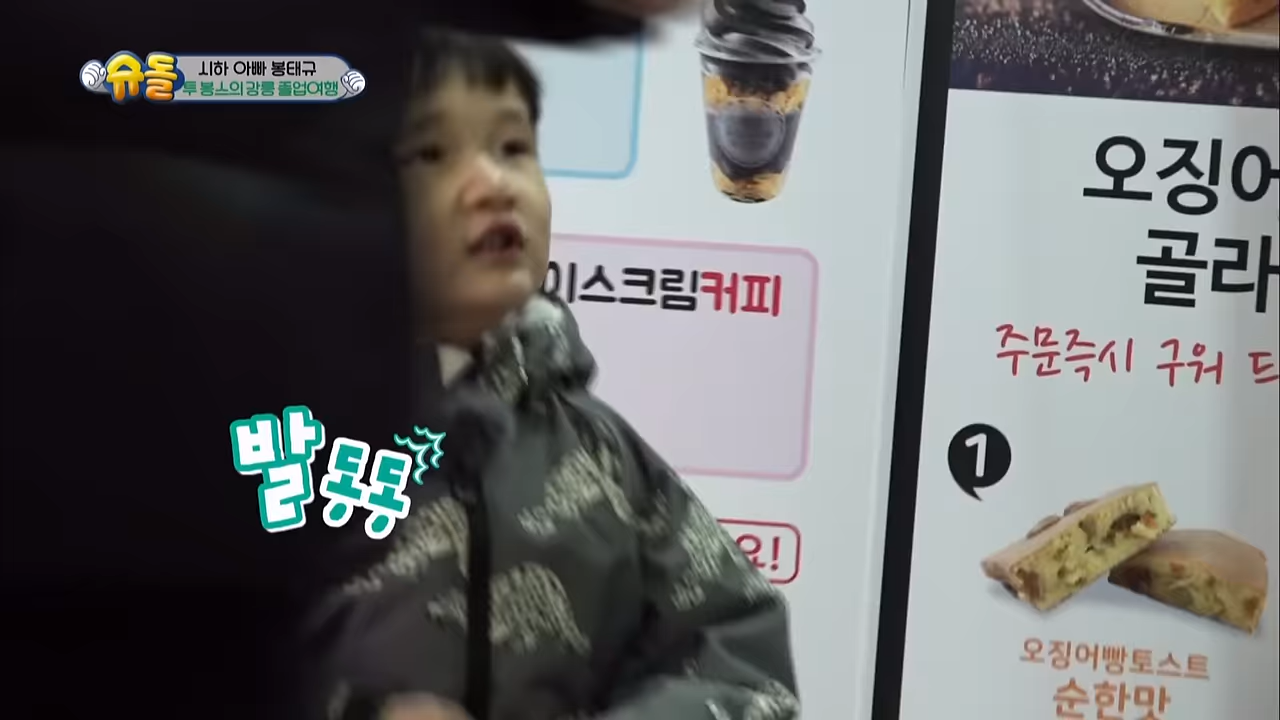 슈돌
시하 아빠 봉태규
투 봉스의 강릉 졸업여행
이스크림커피
발 동동
요!
오징어
골라
주문즉시 구워 드
1
오징어빵토스트
순한맛